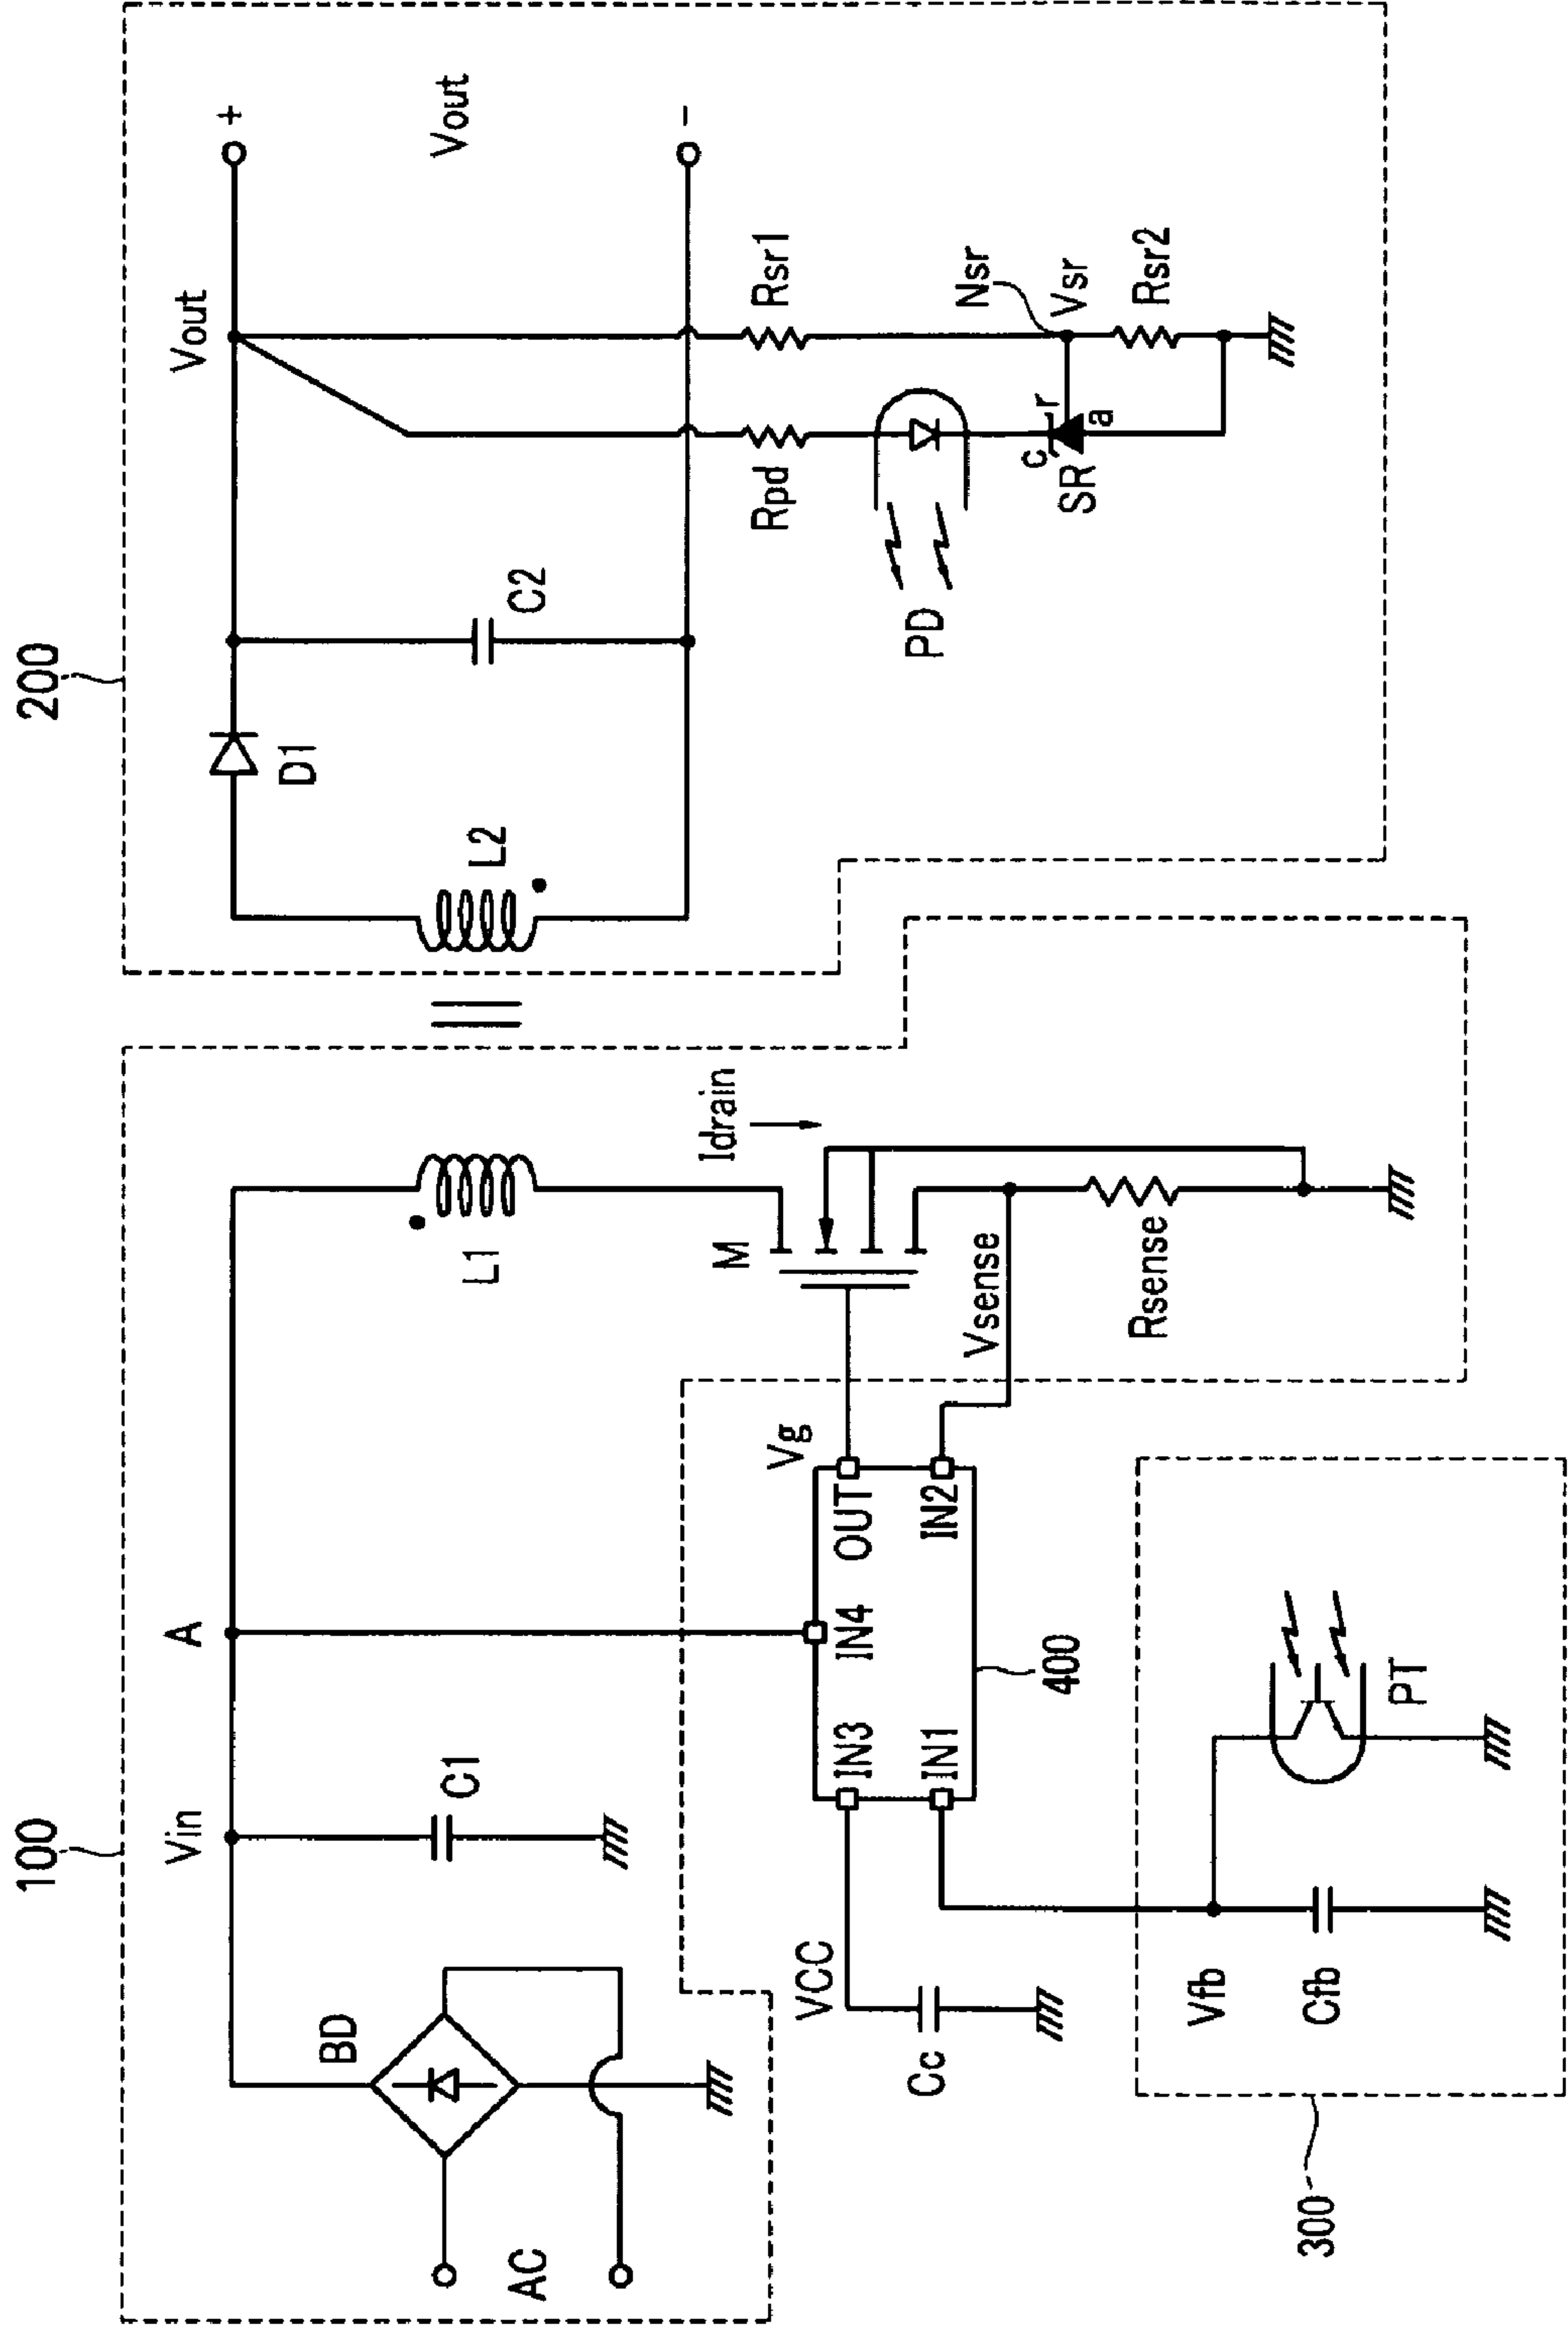 100
200
Vin
A
Vout
+
BD
C1
L1
L2
D1
C2
Vout
AC
-
M
Idrain
VCC
Vg
IN3
IN4
OUT
IN1
IN2
Cc
400
Vsense
Rsense
Rpd
Rsr1
PD
Nsr
c
r
a
SR
Vsr
Rsr2
Vfb
Cfb
PT
300